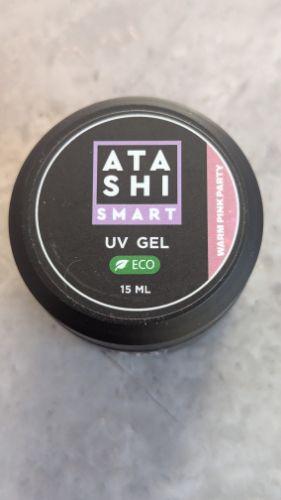 ATA
SHI
SMART
UV GEL
ECO
15 ML
WARM PINK PARTY